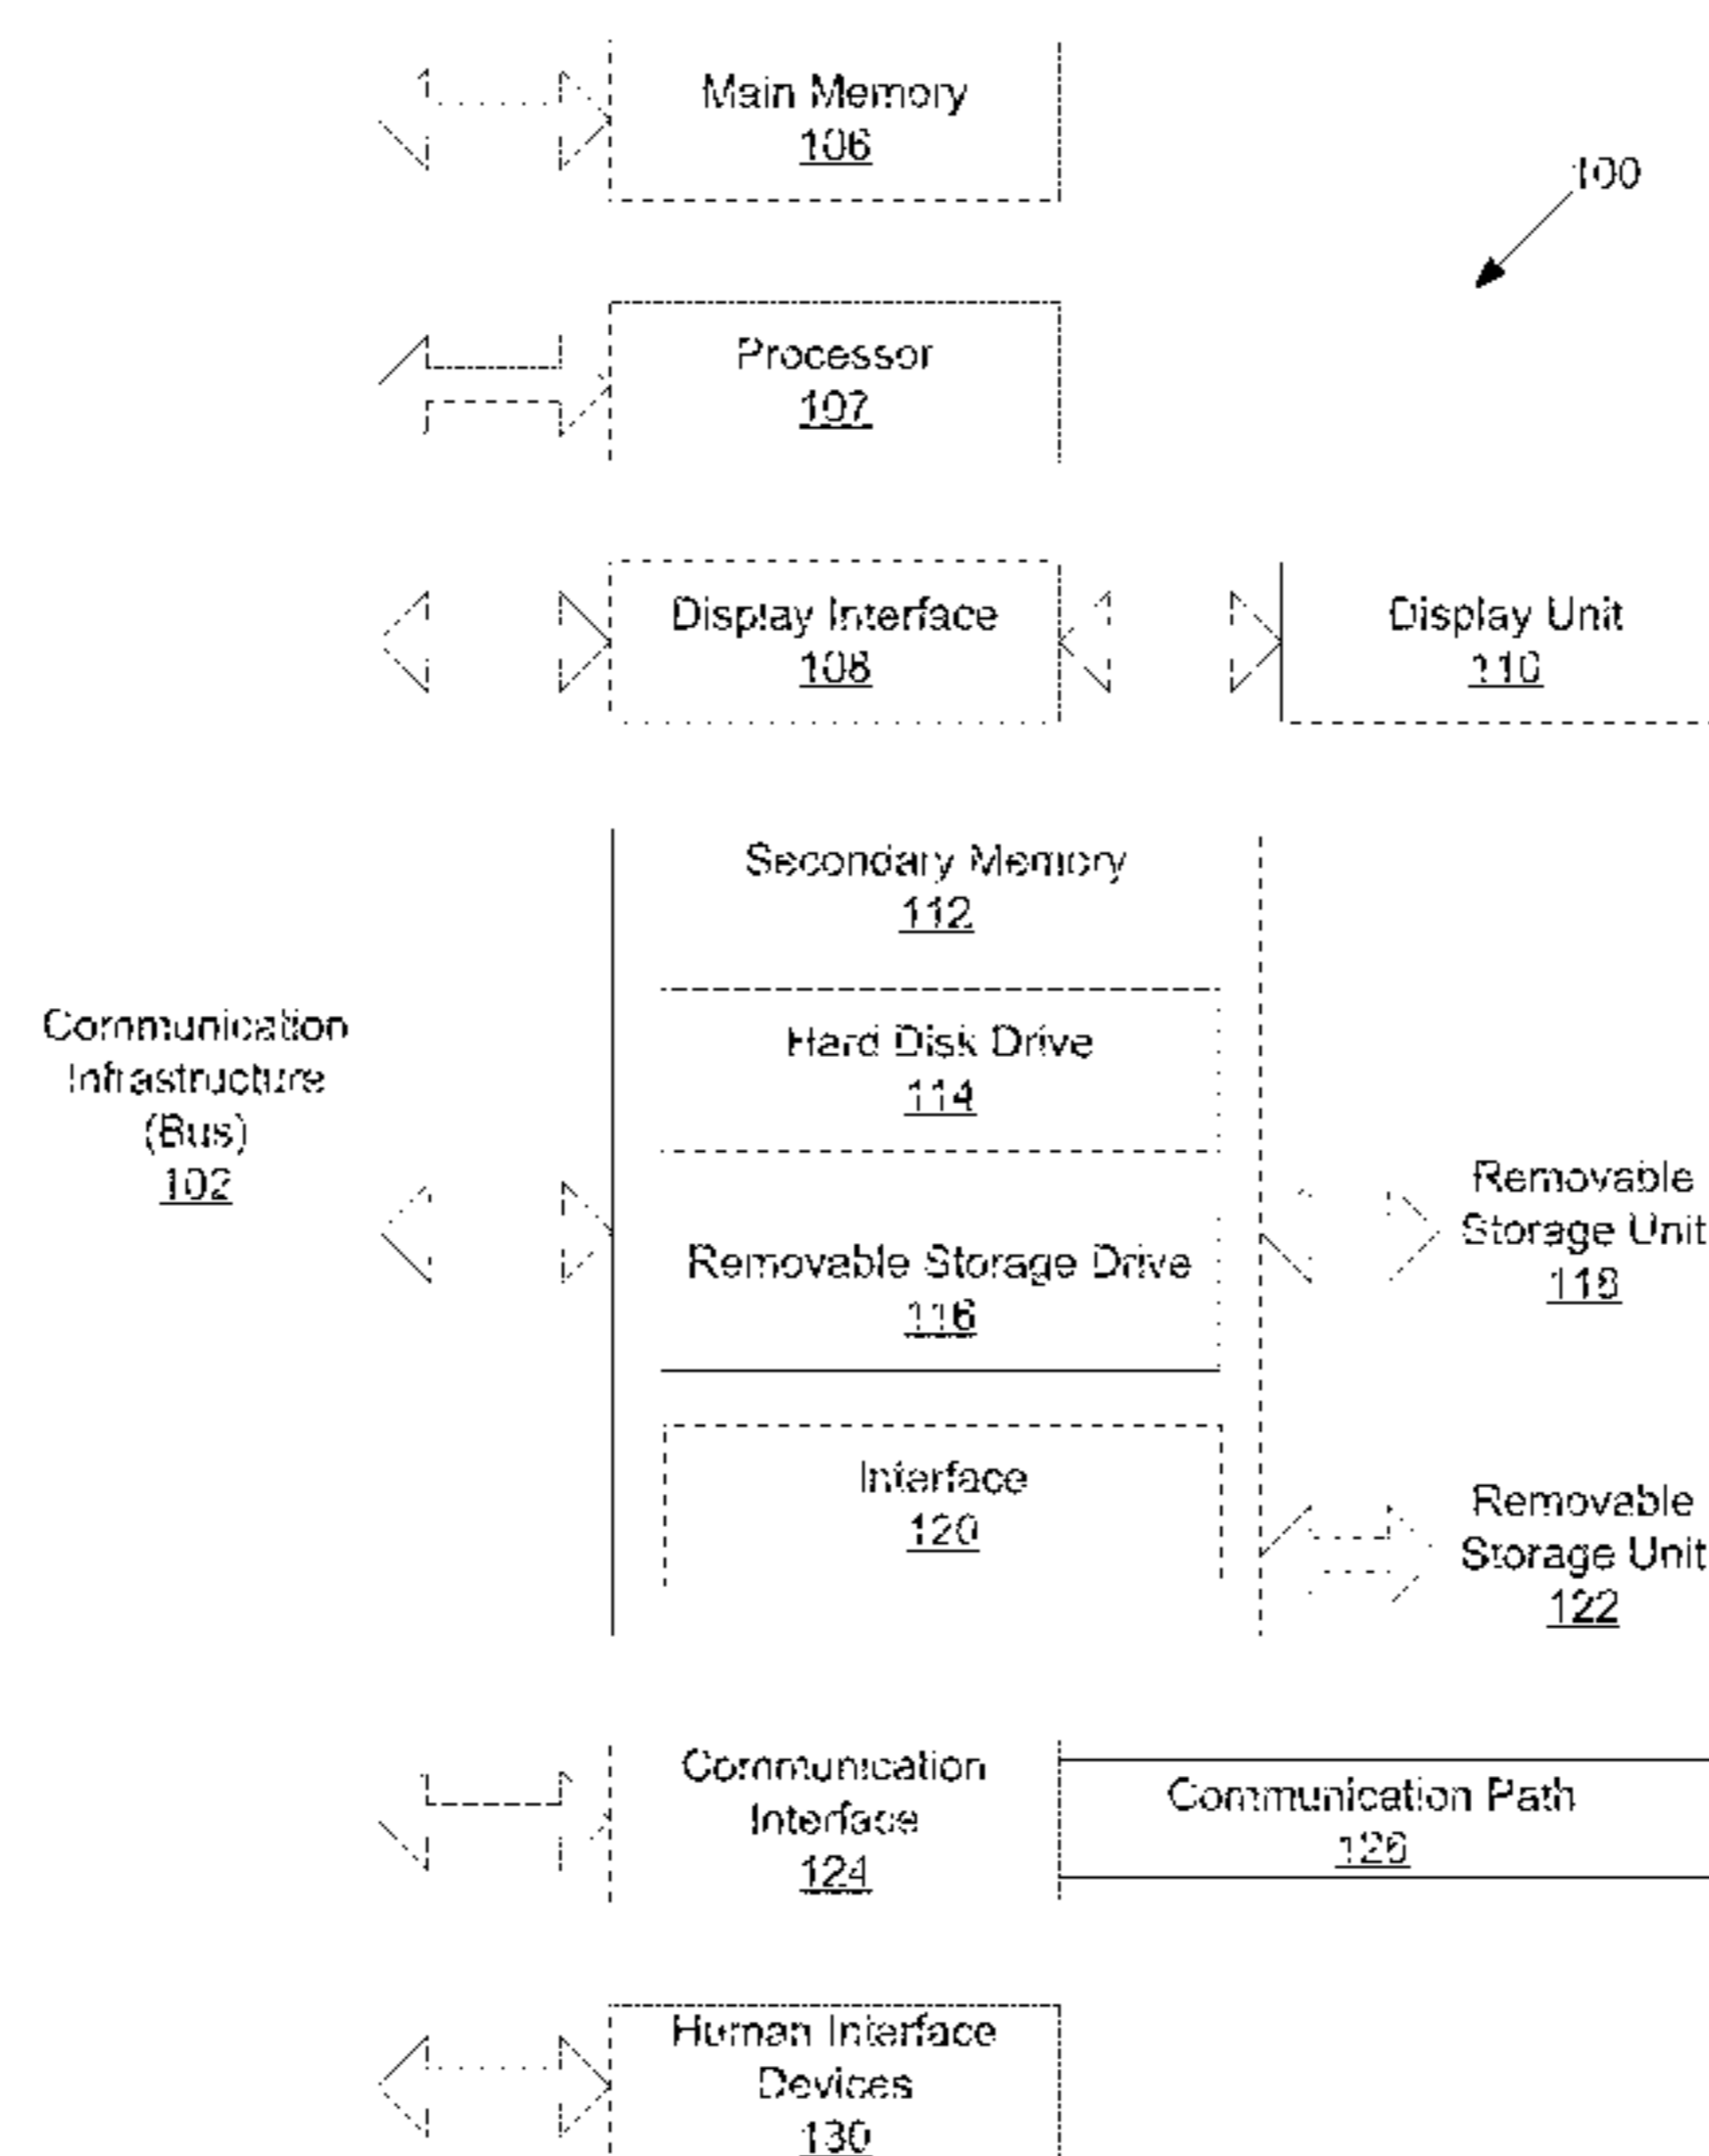 Main Memory
106
100
Processor
107
Display Interface
108
Display Unit
110
Secondary Memory
112
Hard Disk Drive
114
Communication
Infrastructure
(Bus)
102
Removable Storage Drive
116
Removable
Storage Unit
118
Interface
120
Removable
Storage Unit
122
Communication
Interface
124
Communication Path
126
Human Interface
Devices
130